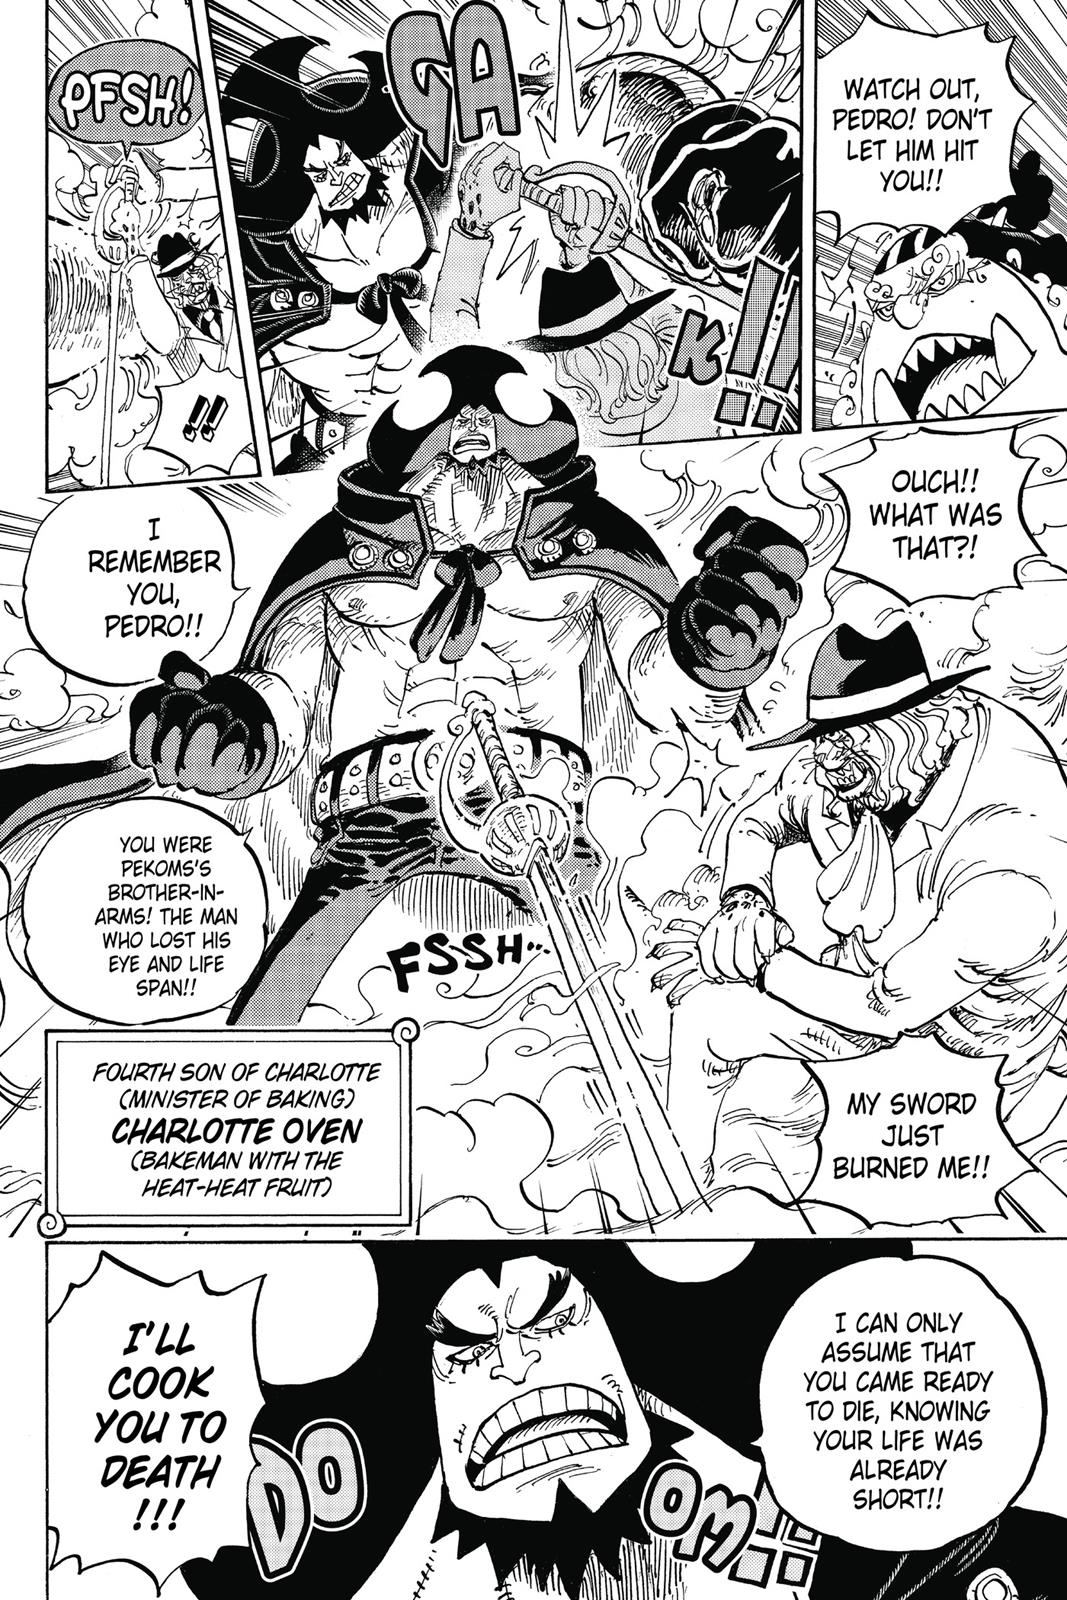 WATCH OUT,
PEDRO! DON'T
LET HIM HIT
YOU!!
GA
K!!
PFSH!
!!
OUCH!!
WHAT WAS
THAT?!
I
REMEMBER
YOU,
PEDRO!!
YOU WERE
PEKOMS'S
BROTHER-IN-
ARMS! THE MAN
WHO LOST HIS
EYE AND LIFE
SPAN!!
FSSH...
MY SWORD
JUST
BURNED ME!!
FOURTH SON OF CHARLOTTE
(MINISTER OF BAKING)
CHARLOTTE OVEN
(BAKEMAN WITH THE
HEAT-HEAT FRUIT)
I CAN ONLY
ASSUME THAT
YOU CAME READY
TO DIE, KNOWING
YOUR LIFE WAS
ALREADY
SHORT!!
I'LL
COOK
YOU TO
DEATH
!!!
DO
OM!!